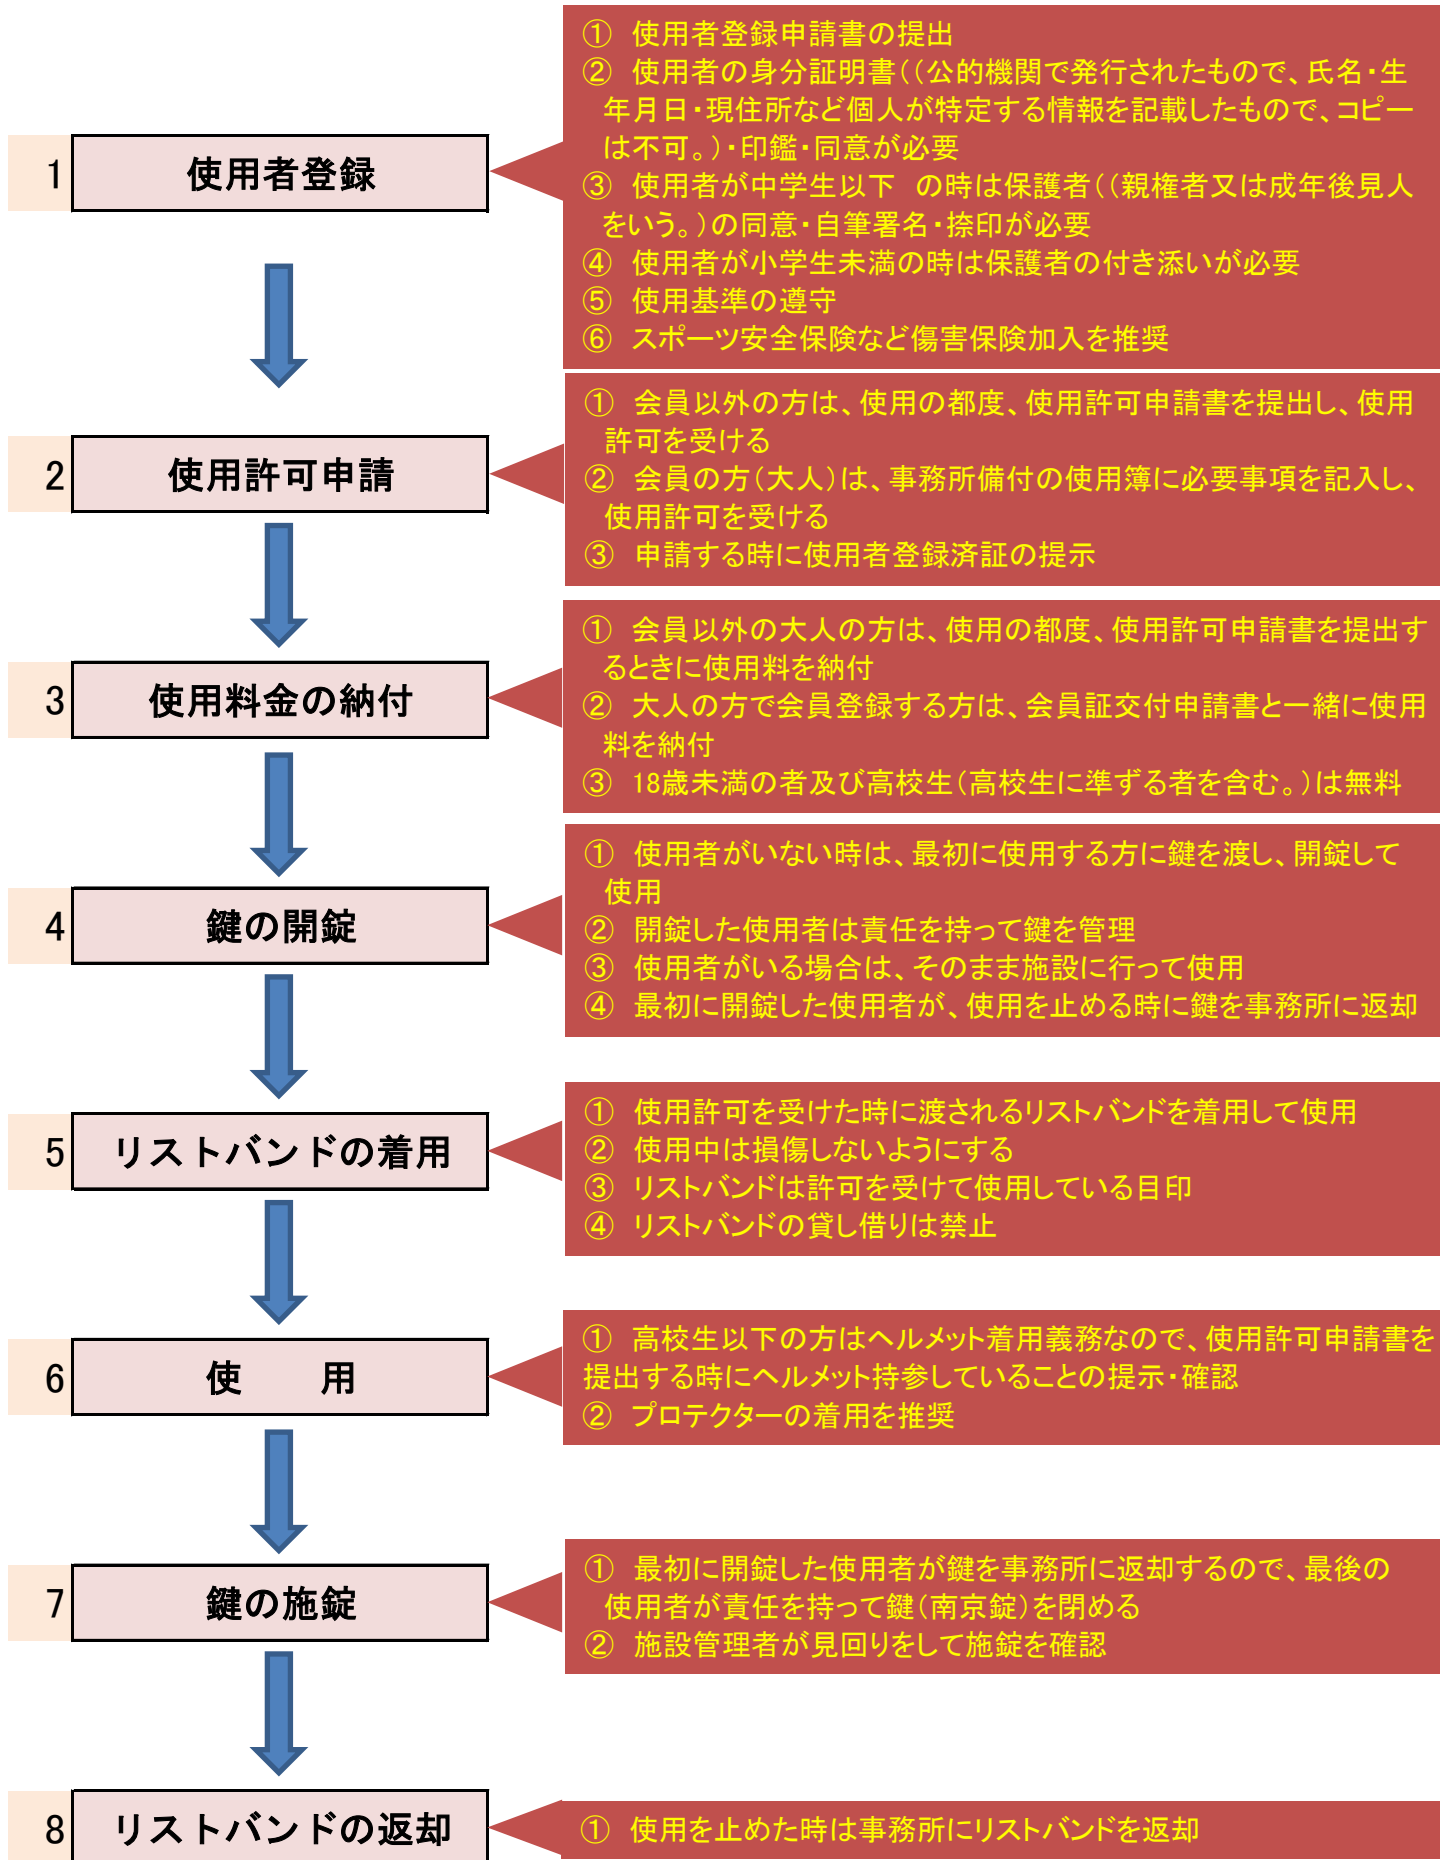 1 使用者登録
① 使用者登録申請書の提出
② 使用者の身分証明書((公的機関で発行されたもので、氏名・生
年月日・現住所など個人が特定する情報を記載したもので、コピー
は不可。)・印鑑・同意が必要
③ 使用者が中学生以下 の時は保護者((親権者又は成年後見人
をいう。)の同意・自筆署名・捺印が必要
④ 使用者が小学生未満の時は保護者の付き添いが必要
⑤ 使用基準の遵守
⑥ スポーツ安全保険など傷害保険加入を推奨
2 使用許可申請
① 会員以外の方は、使用の都度、使用許可申請書を提出し、使用
許可を受ける
② 会員の方(大人)は、事務所備付の使用簿に必要事項を記入し、
使用許可を受ける
③ 申請する時に使用者登録済証の提示
3 使用料金の納付
① 会員以外の大人の方は、使用の都度、使用許可申請書を提出す
るときに使用料を納付
② 大人の方で会員登録する方は、会員証交付申請書と一緒に使用
料を納付
③ 18歳未満の者及び高校生(高校生に準ずる者を含む。)は無料
4 鍵の開錠
① 使用者がいない時は、最初に使用する方に鍵を渡し、開錠して
使用
② 開錠した使用者は責任を持って鍵を管理
③ 使用者がいる場合は、そのまま施設に行って使用
④ 最初に開錠した使用者が、使用を止める時に鍵を事務所に返却
5 リストバンドの着用
① 使用許可を受けた時に渡されるリストバンドを着用して使用
② 使用中は損傷しないようにする
③ リストバンドは許可を受けて使用している目印
④ リストバンドの貸し借りは禁止
6 使 用
① 高校生以下の方はヘルメット着用義務なので、使用許可申請書を
提出する時にヘルメット持参していることの提示・確認
② プロテクターの着用を推奨
7 鍵の施錠
① 最初に開錠した使用者が鍵を事務所に返却するので、最後の
使用者が責任を持って鍵(南京錠)を閉める
② 施設管理者が見回りをして施錠を確認
8 リストバンドの返却
① 使用を止めた時は事務所にリストバンドを返却